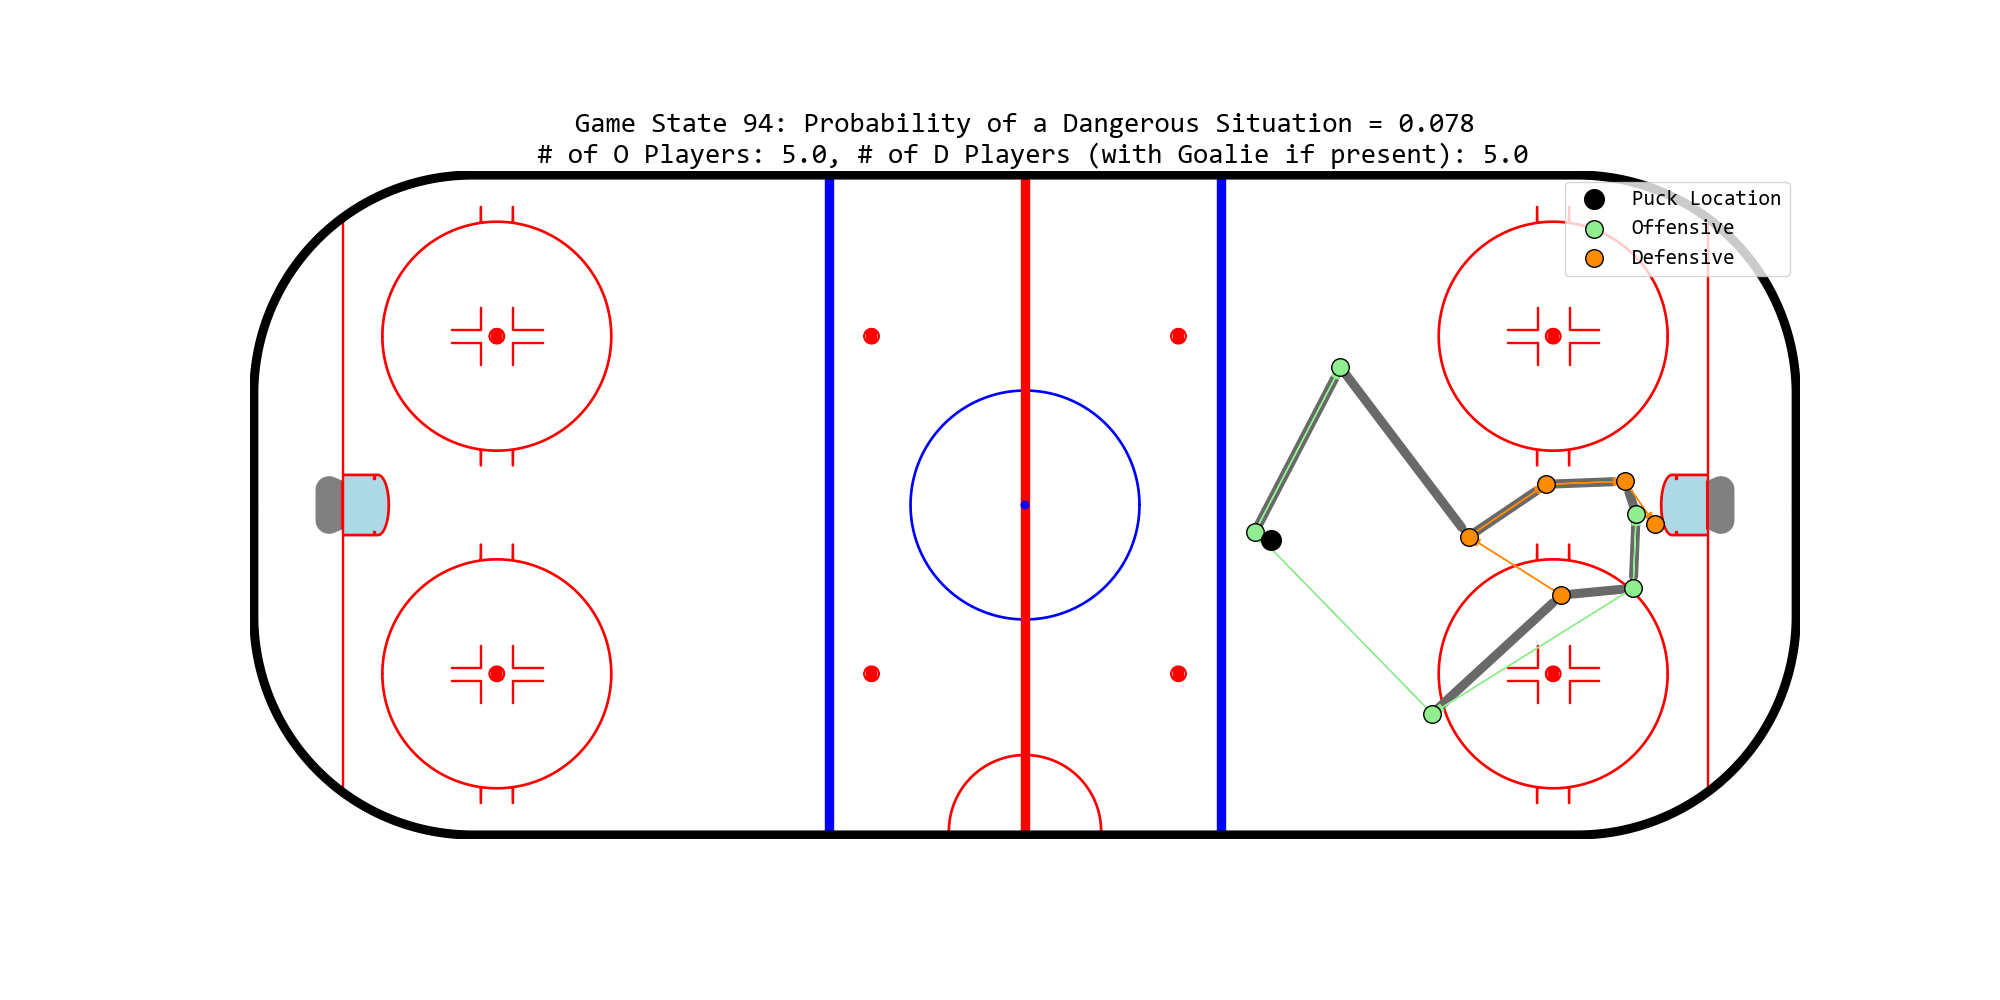 Game State 94: Probability of a Dangerous Situation = 0.078
# of O Players: 5.0, # of D Players (with Goalie if present): 5.0
Puck Location
Offensive
Defensive